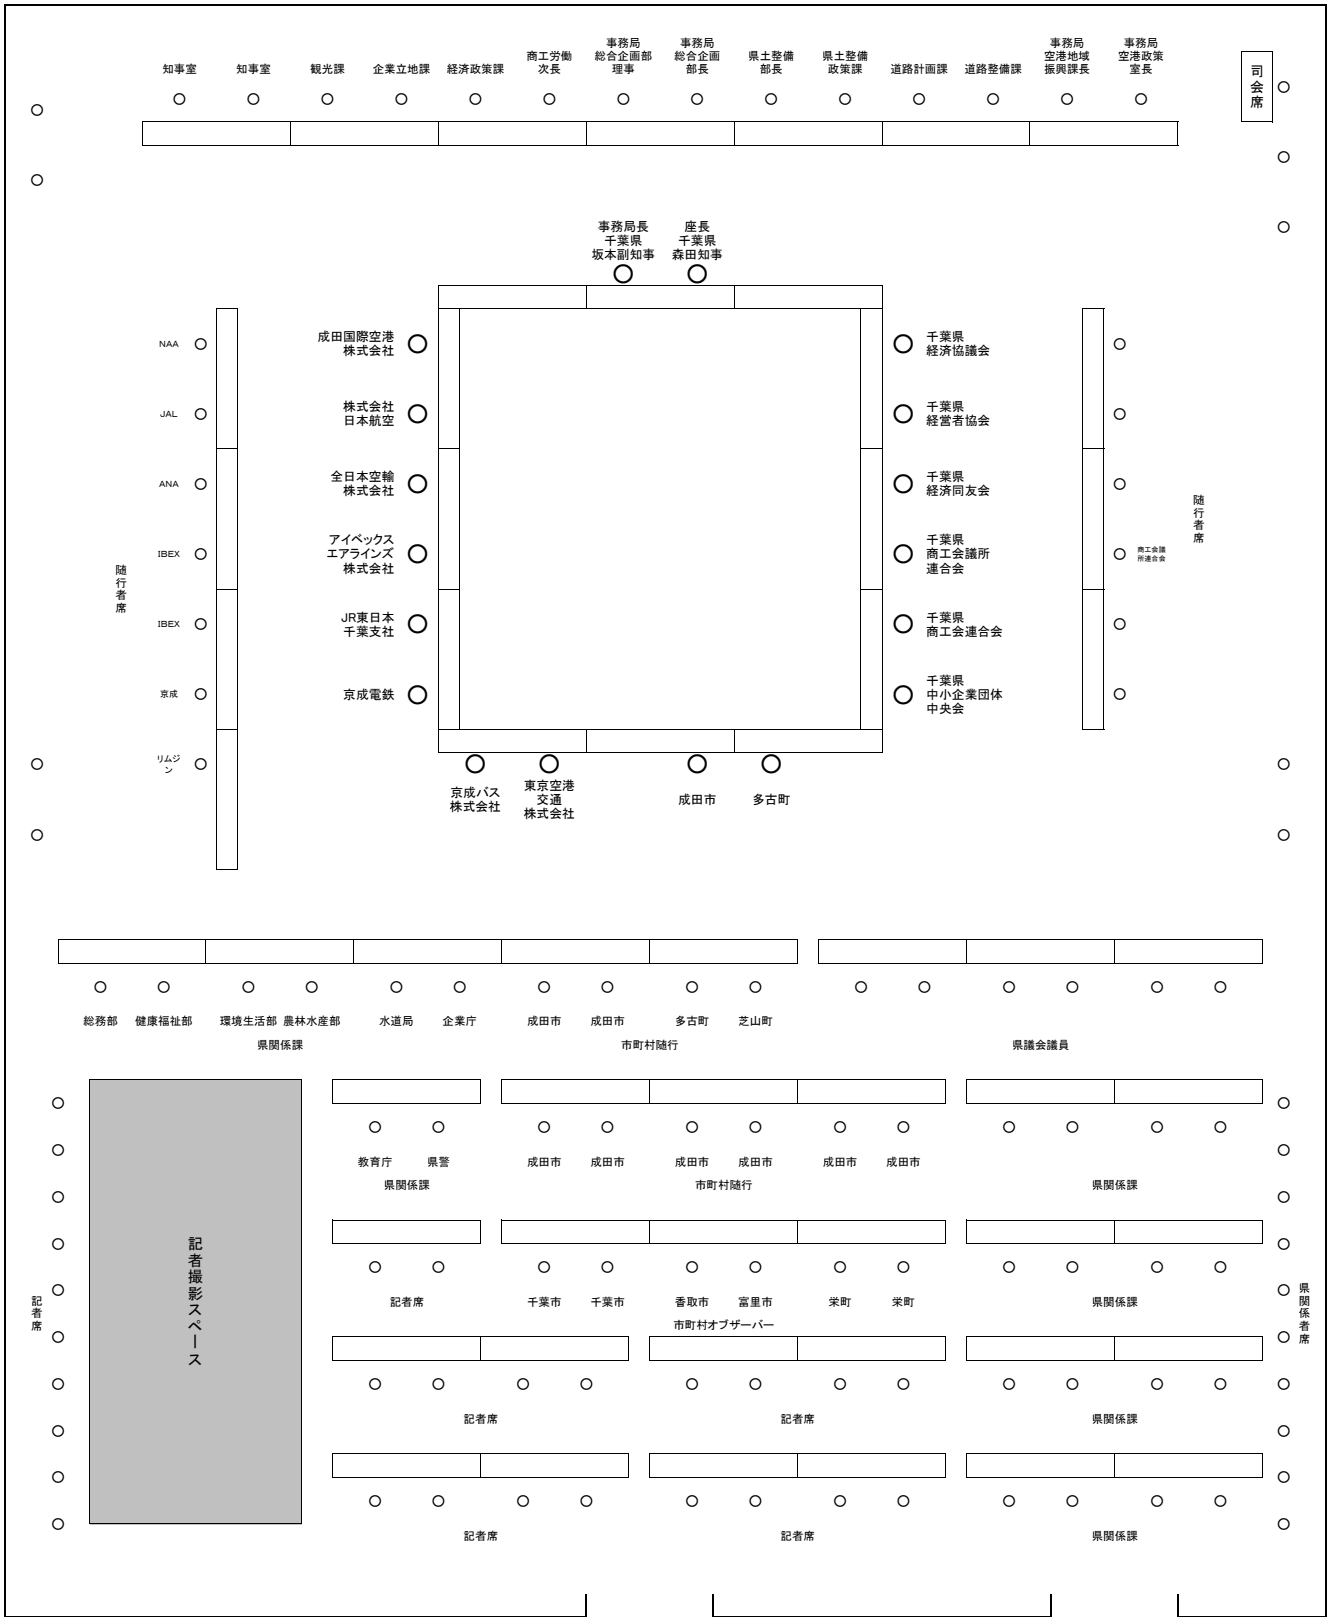 知事室
知事室
観光課
企業立地課
経済政策課
商工労働
次長
事務局
総合企画部
理事
事務局
総合企画
部長
県土整備
部長
県土整備
政策課
道路計画課
道路整備課
事務局
空港地域
振興課長
事務局
空港政策
室長
司会席
事務局長
千葉県
坂本副知事
座長
千葉県
森田知事
NAA
JAL
ANA
IBEX
IBEX
京成
リムジ
ン
随行者席
成田国際空港
株式会社
株式会社
日本航空
全日本空輸
株式会社
アイベックス
エアラインズ
株式会社
JR東日本
千葉支社
京成電鉄
千葉県
経済協議会
千葉県
経営者協会
千葉県
経済同友会
千葉県
商工会議所
連合会
千葉県
商工会連合会
千葉県
中小企業団体
中央会
商工会議
所連合会
随行者席
京成バス
株式会社
東京空港
交通
株式会社
成田市
多古町
総務部
健康福祉部
環境生活部
農林水産部
水道局
企業庁
成田市
成田市
多古町
芝山町
県関係課
市町村随行
県議会議員
教育庁
県警
成田市
成田市
成田市
成田市
成田市
成田市
県関係課
市町村随行
県関係課
記者席
千葉市
千葉市
香取市
富里市
栄町
栄町
県関係課
市町村オブザーバー
記者席
記者撮影スペース
県関係者席
記者席
記者席
県関係課
記者席
記者席
県関係課